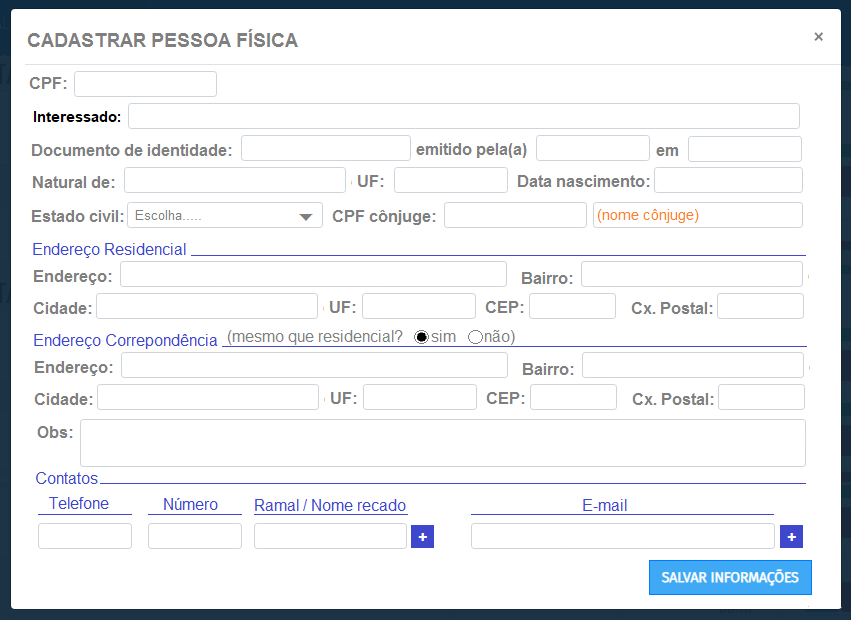 CADASTRAR PESSOA FÍSICA ×
CPF:
Interessado:
Documento de identidade: emitido pela(a) em
Natural de: UF: Data nascimento:
Estado civil: Escolha..... CPF cônjuge: (nome cônjuge)
Endereço Residencial
Endereço: Bairro:
Cidade: UF: CEP: Cx. Postal:
Endereço Correpondência (mesmo que residencial? sim não)
Endereço: Bairro:
Cidade: UF: CEP: Cx. Postal:
Obs:
Contatos
Telefone Número Ramal / Nome recado E-mail
+ +
SALVAR INFORMAÇÕES